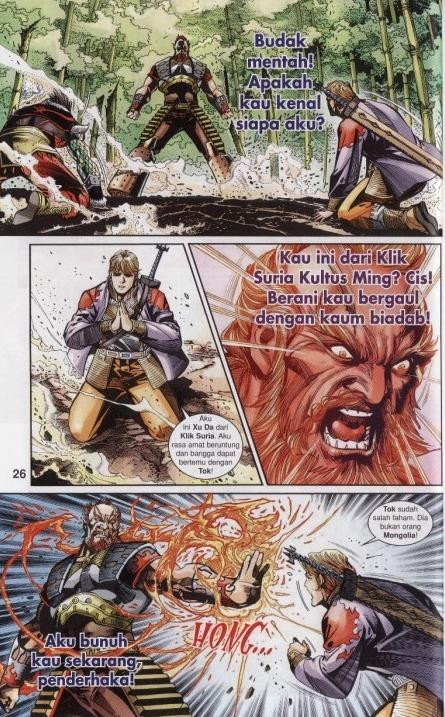 Budak
mentah!
Apakah
kau kenal
siapa aku?
Aku
ini Xu Da dari
Klik Suria. Aku
rasa amat beruntung
dan bangga dapat
bertemu dengan
Tok!
Kau ini dari Klik
Suria Kultus Ming? Cis!
Berani kau bergaul
dengan kaum biadab!
26
Tok sudah
salah faham. Dia
bukan orang
Mongolia!
HONG...
Aku bunuh
kau sekarang,
penderhaka!